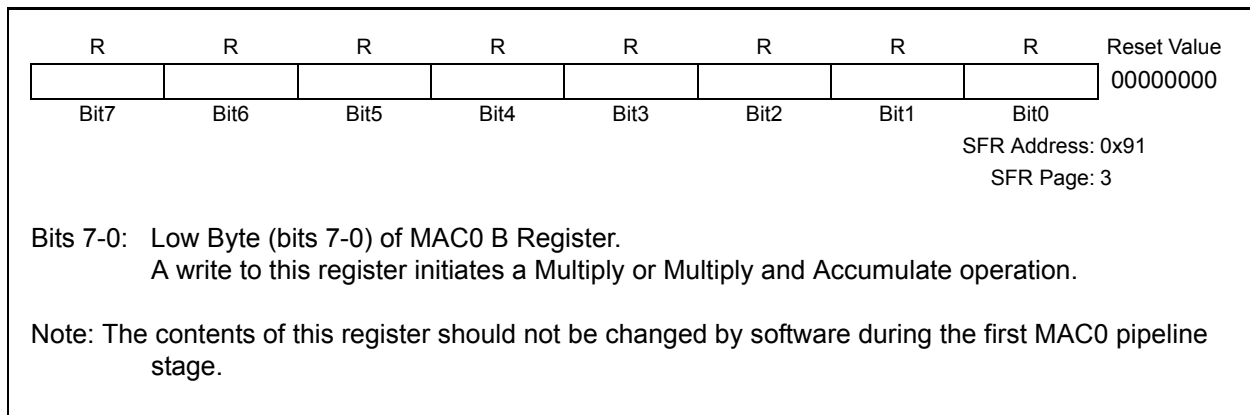 R R R R R R R R Reset Value
00000000
Bit7 Bit6 Bit5 Bit4 Bit3 Bit2 Bit1 Bit0
SFR Address: 0x91
SFR Page: 3
Bits 7-0: Low Byte (bits 7-0) of MAC0 B Register.
A write to this register initiates a Multiply or Multiply and Accumulate operation.
Note: The contents of this register should not be changed by software during the first MAC0 pipeline
stage.